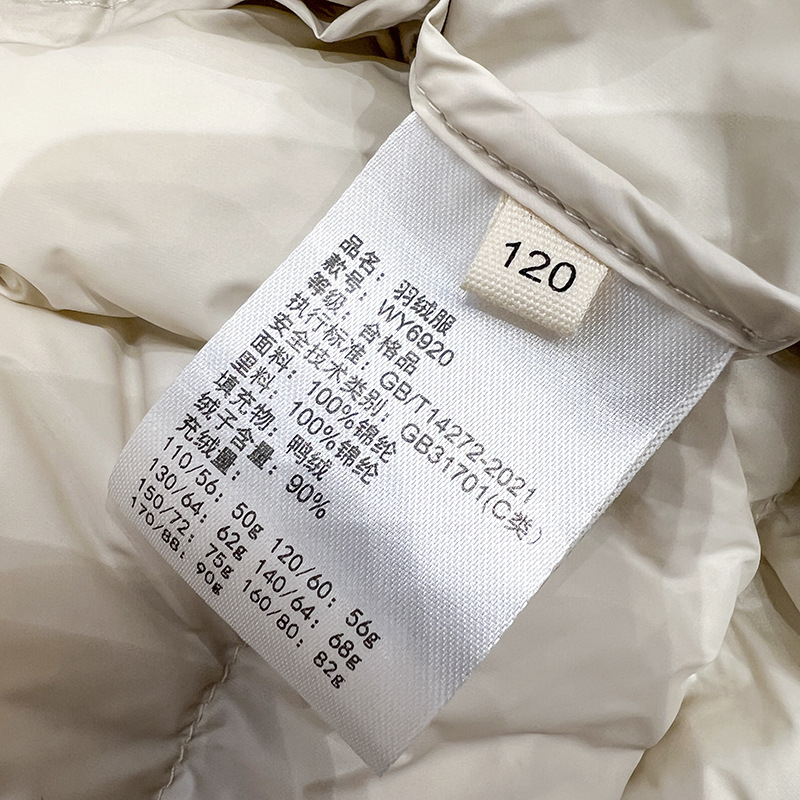 120
品名：羽绒服
款号：WY6920
等级：合格品
执行标准：GB/T14272-2021
安全技术类别：GB31701(C类)
面料：100%锦纶
里料：100%锦纶
填充物：鸭绒
绒子含量：90%
充绒量：
110/56：50g 120/60：56g
130/64：62g 140/64：68g
150/72：75g 160/80：82g
170/88：90g